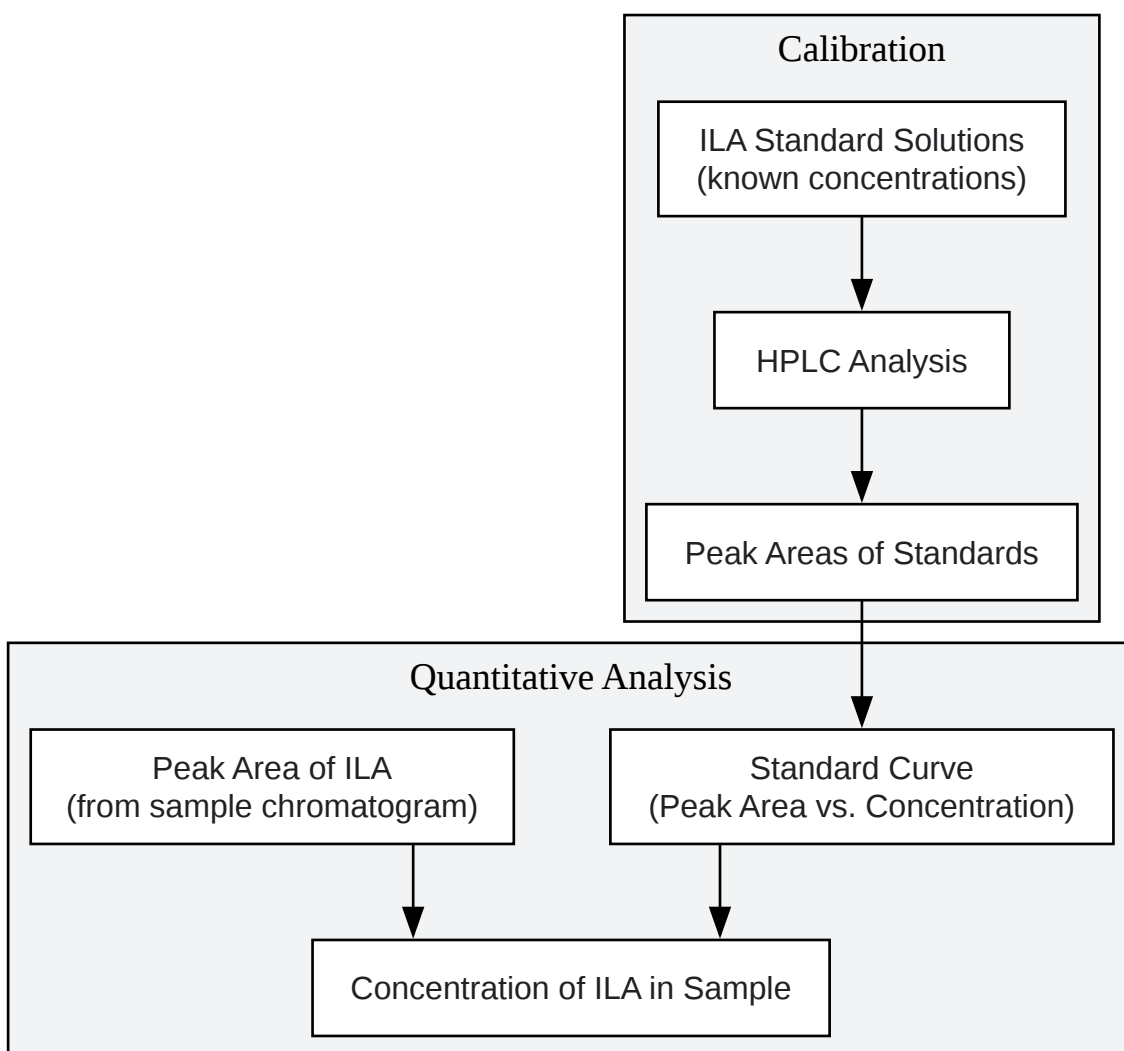 Calibration
ILA Standard Solutions
(known concentrations)
HPLC Analysis
Peak Areas of Standards
Quantitative Analysis
Peak Area of ILA
(from sample chromatogram)
Standard Curve
(Peak Area vs. Concentration)
Concentration of ILA in Sample